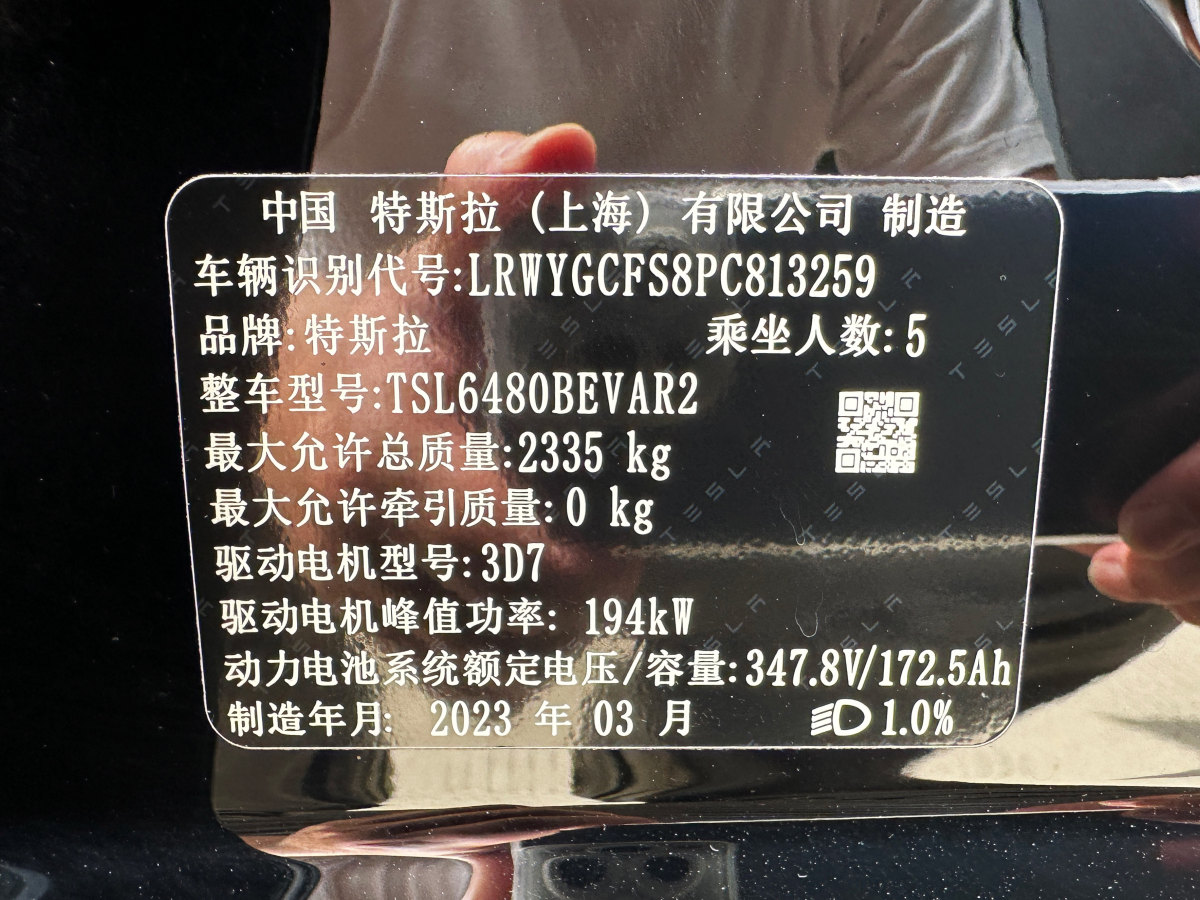 中国 特斯拉（上海）有限公司 制造
车辆识别代号:LRWYGCFS8PC813259
品牌:特斯拉 乘坐人数:5
整车型号:TSL6480BEVAR2
最大允许总质量:2335 kg
最大允许牵引质量:0 kg
驱动电机型号:3D7
驱动电机峰值功率: 194kW
动力电池系统额定电压/容量:347.8V/172.5Ah
制造年月: 2023 年 03 月 1.0%